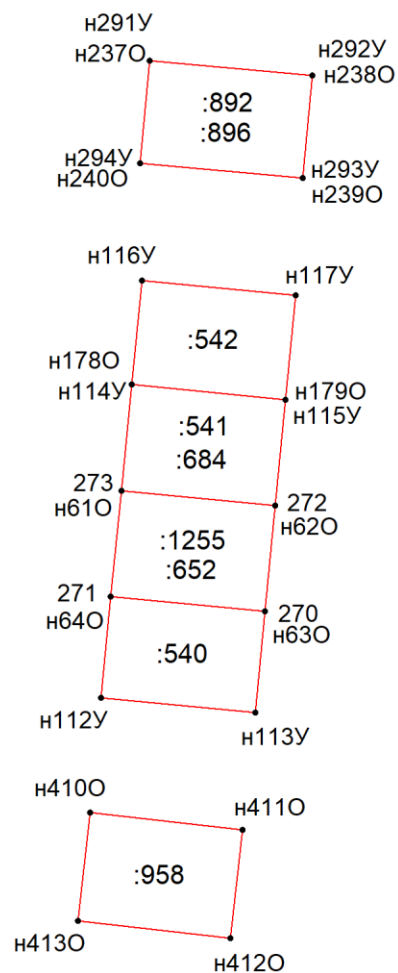 н291У
н237О
н292У
н238О
:892
:896
н294У
н240О
н293У
н239О
н116У
н117У
:542
н178О
н114У
н179О
н115У
:541
:684
273
н61О
272
н62О
:1255
:652
271
н64О
270
н63О
:540
н112У
н113У
н410О
н411О
:958
н413О
н412О